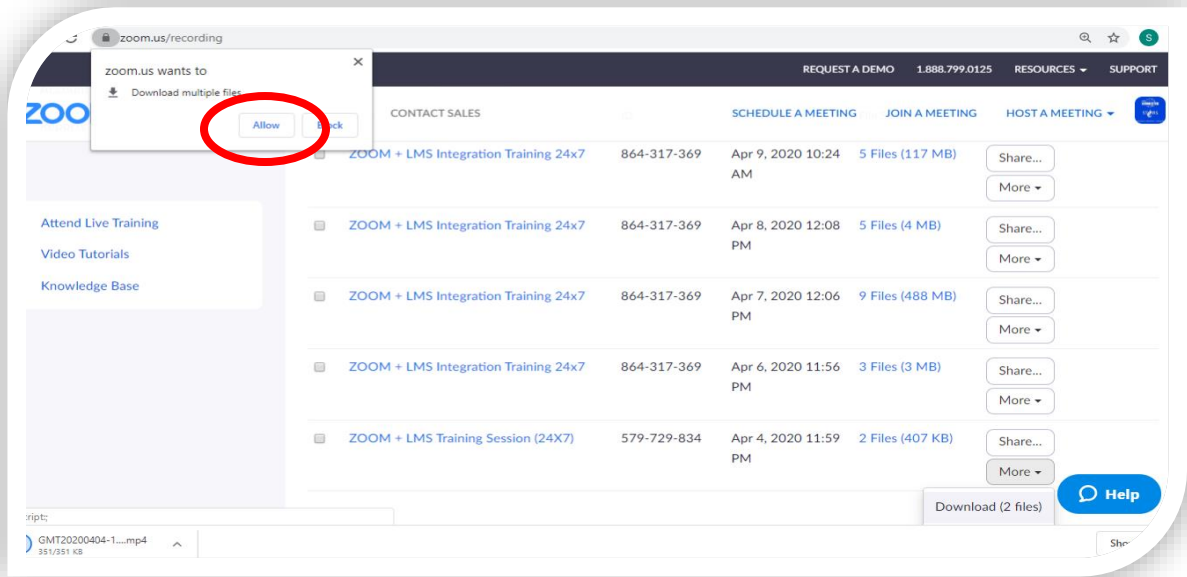 zoom.us/recording
S
zoom.us wants to
Download multiple files
Allow
REQUEST A DEMO 1.888.799.0125 RESOURCES SUPPORT
ZOO
CONTACT SALES
SCHEDULE A MEETING JOIN A MEETING HOST A MEETING
ZOOM + LMS Integration Training 24x7 864-317-369 Apr 9, 2020 10:24 5 Files (117 MB) Share...
AM
More
Attend Live Training
Video Tutorials
Knowledge Base
ZOOM + LMS Integration Training 24x7 864-317-369 Apr 8, 2020 12:08 5 Files (4 MB) Share...
PM
More
ZOOM + LMS Integration Training 24x7 864-317-369 Apr 7, 2020 12:06 9 Files (488 MB) Share...
PM
More
ZOOM + LMS Integration Training 24x7 864-317-369 Apr 6, 2020 11:56 3 Files (3 MB) Share...
PM
More
ZOOM + LMS Training Session (24X7) 579-729-834 Apr 4, 2020 11:59 2 Files (407 KB) Share...
PM
More
Download (2 files)
Help
ript:;
GMT20200404-1....mp4
351/351 KB